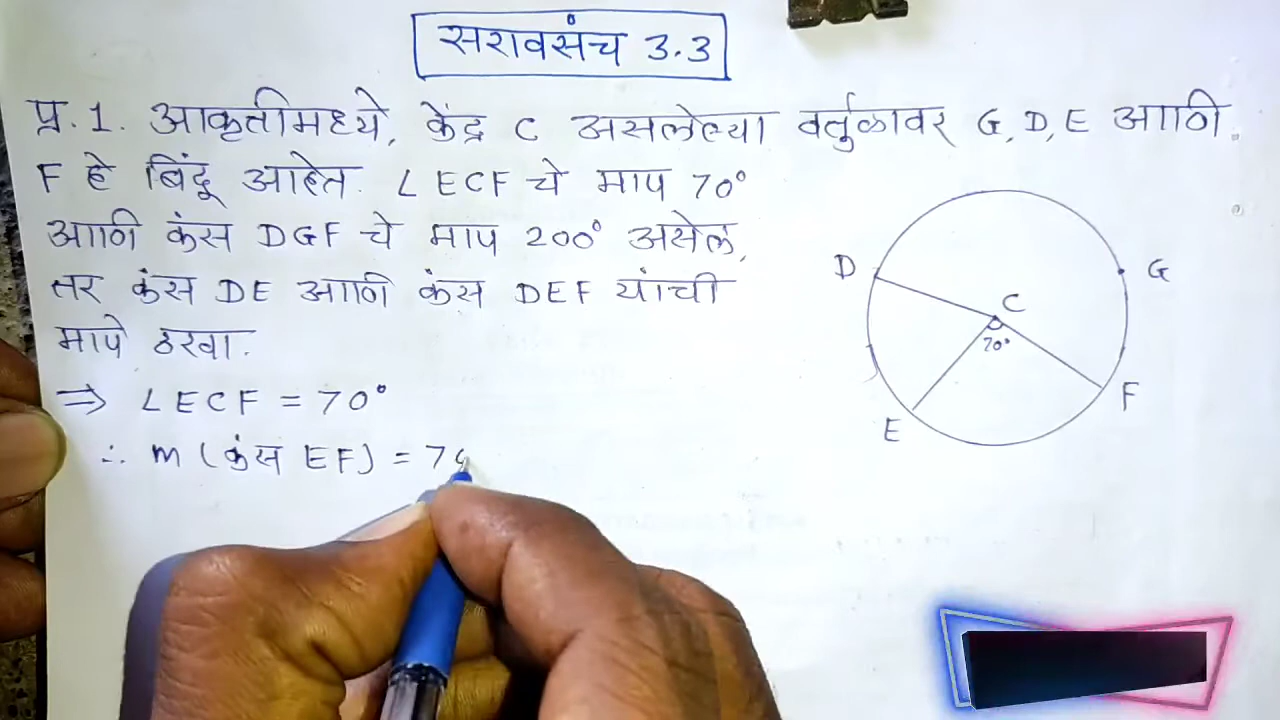 सरावसंच 3.3
प्र.1. आकृतीमध्ये, केंद्र C असलेल्या वर्तुळावर G, D, E आणि
F हे बिंदू आहेत. ∠ECF चे माप 70°
आणि कंस DGF चे माप 200° असेल,
तर कंस DE आणि कंस DEF यांची
मापे ठरवा.
⇒ ∠ECF = 70°
∴ m (कंस EF) = 70
D
G
C
70°
F
E